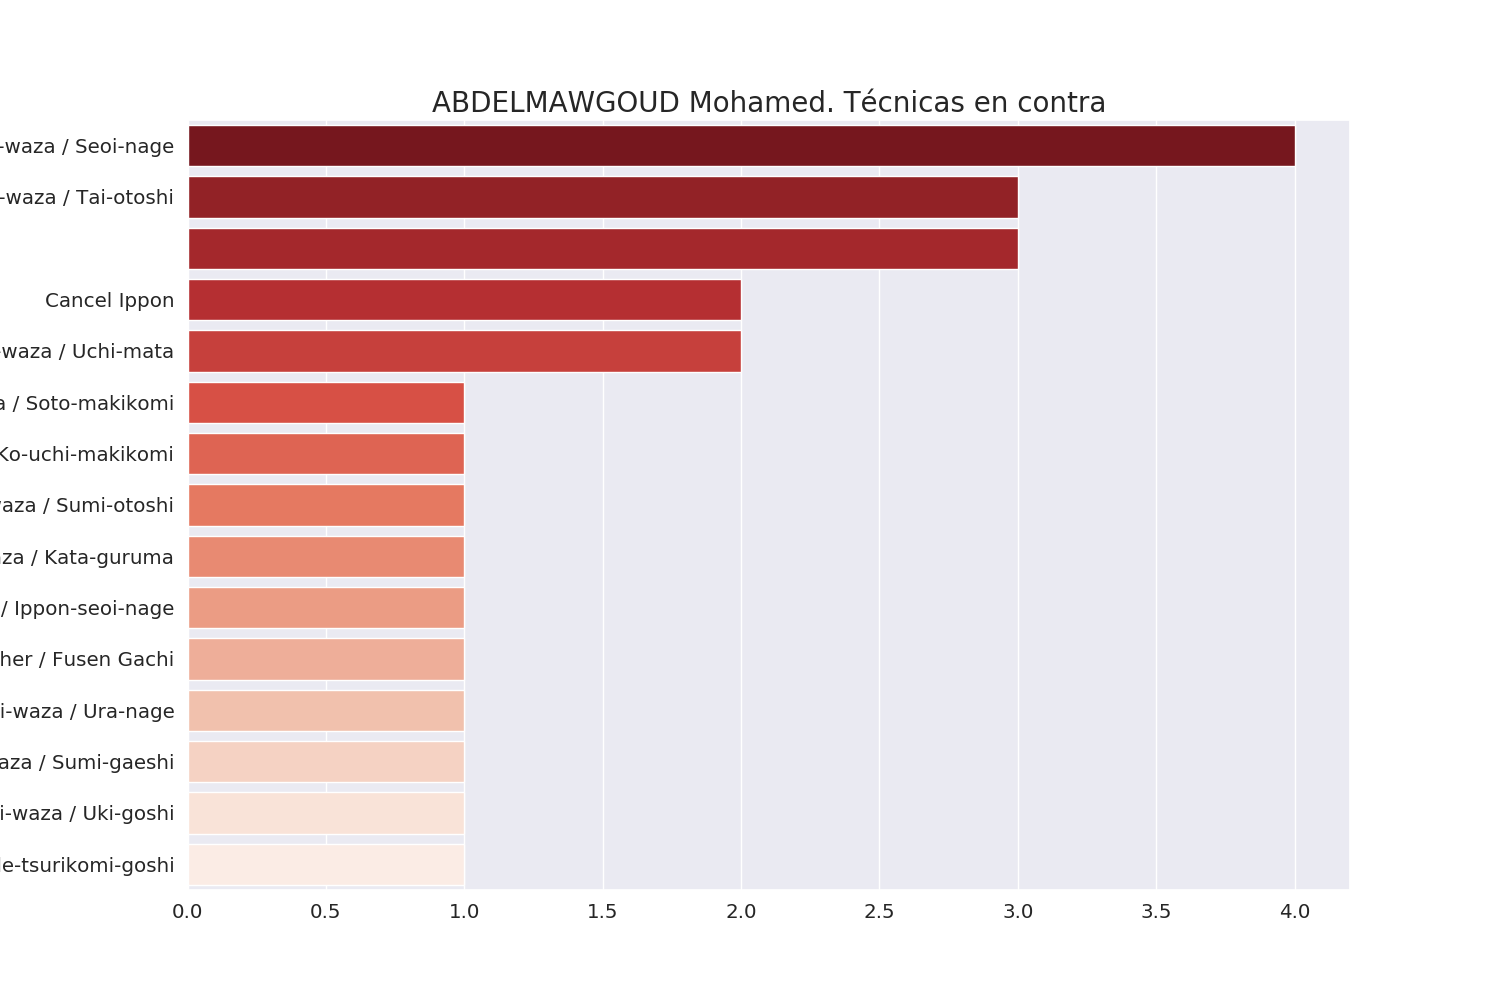 ABDELMAWGOUD Mohamed. Técnicas en contra
-waza / Seoi-nage
-waza / Tai-otoshi
Cancel Ippon
-waza / Uchi-mata
a / Soto-makikomi
Ko-uchi-makikomi
aza / Sumi-otoshi
za / Kata-guruma
/ Ippon-seoi-nage
her / Fusen Gachi
i-waza / Ura-nage
aza / Sumi-gaeshi
i-waza / Uki-goshi
e-tsurikomi-goshi
0.0 0.5 1.0 1.5 2.0 2.5 3.0 3.5 4.0